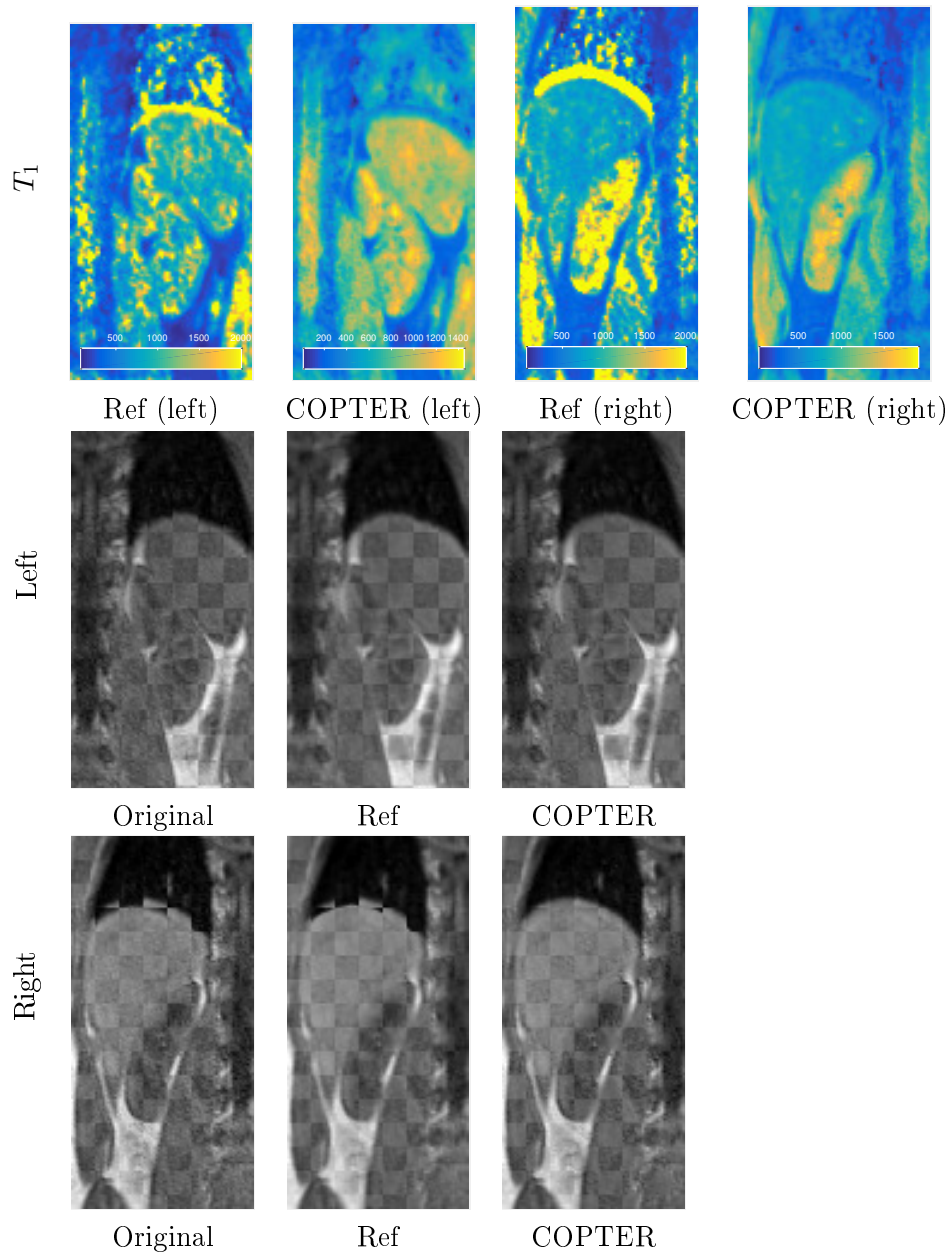 T1
500 1000 1500 2000
200 400 600 800 1000 1200 1400
500 1000 1500 2000
500 1000 1500
Ref (left)
COPTER (left)
Ref (right)
COPTER (right)
Left
Original
Ref
COPTER
Right
Original
Ref
COPTER